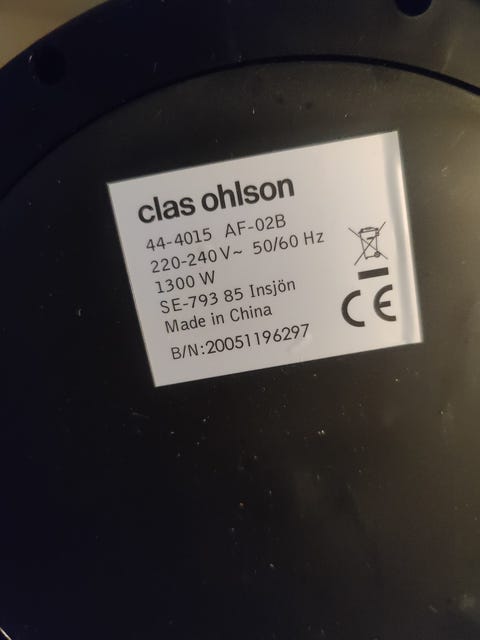 clas ohlson
44-4015 AF-02B
220-240 V~ 50/60 Hz
1300 W
SE-793 85 Insjön
Made in China
B/N:20051196297
CE